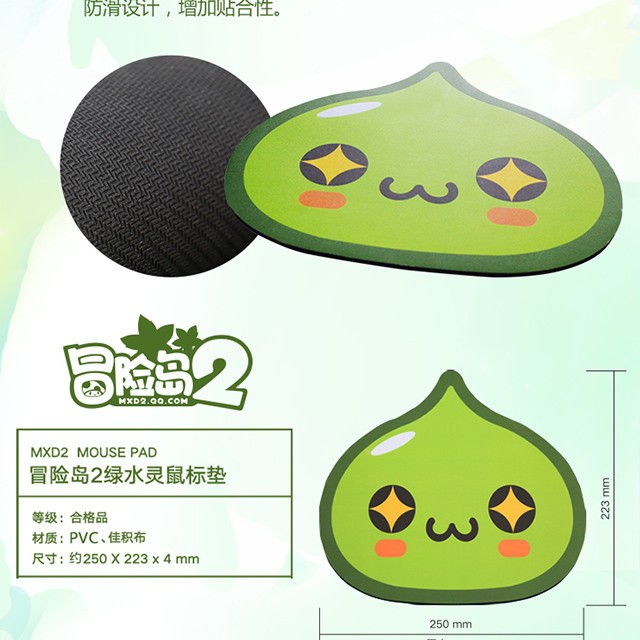 防滑设计，增加贴合性。
冒险岛2
MXD2.QQ.COM
MXD2 MOUSE PAD
冒险岛2绿水灵鼠标垫
等级：合格品
材质：PVC、佳积布
尺寸：约250 X 223 x 4 mm
223 mm
250 mm